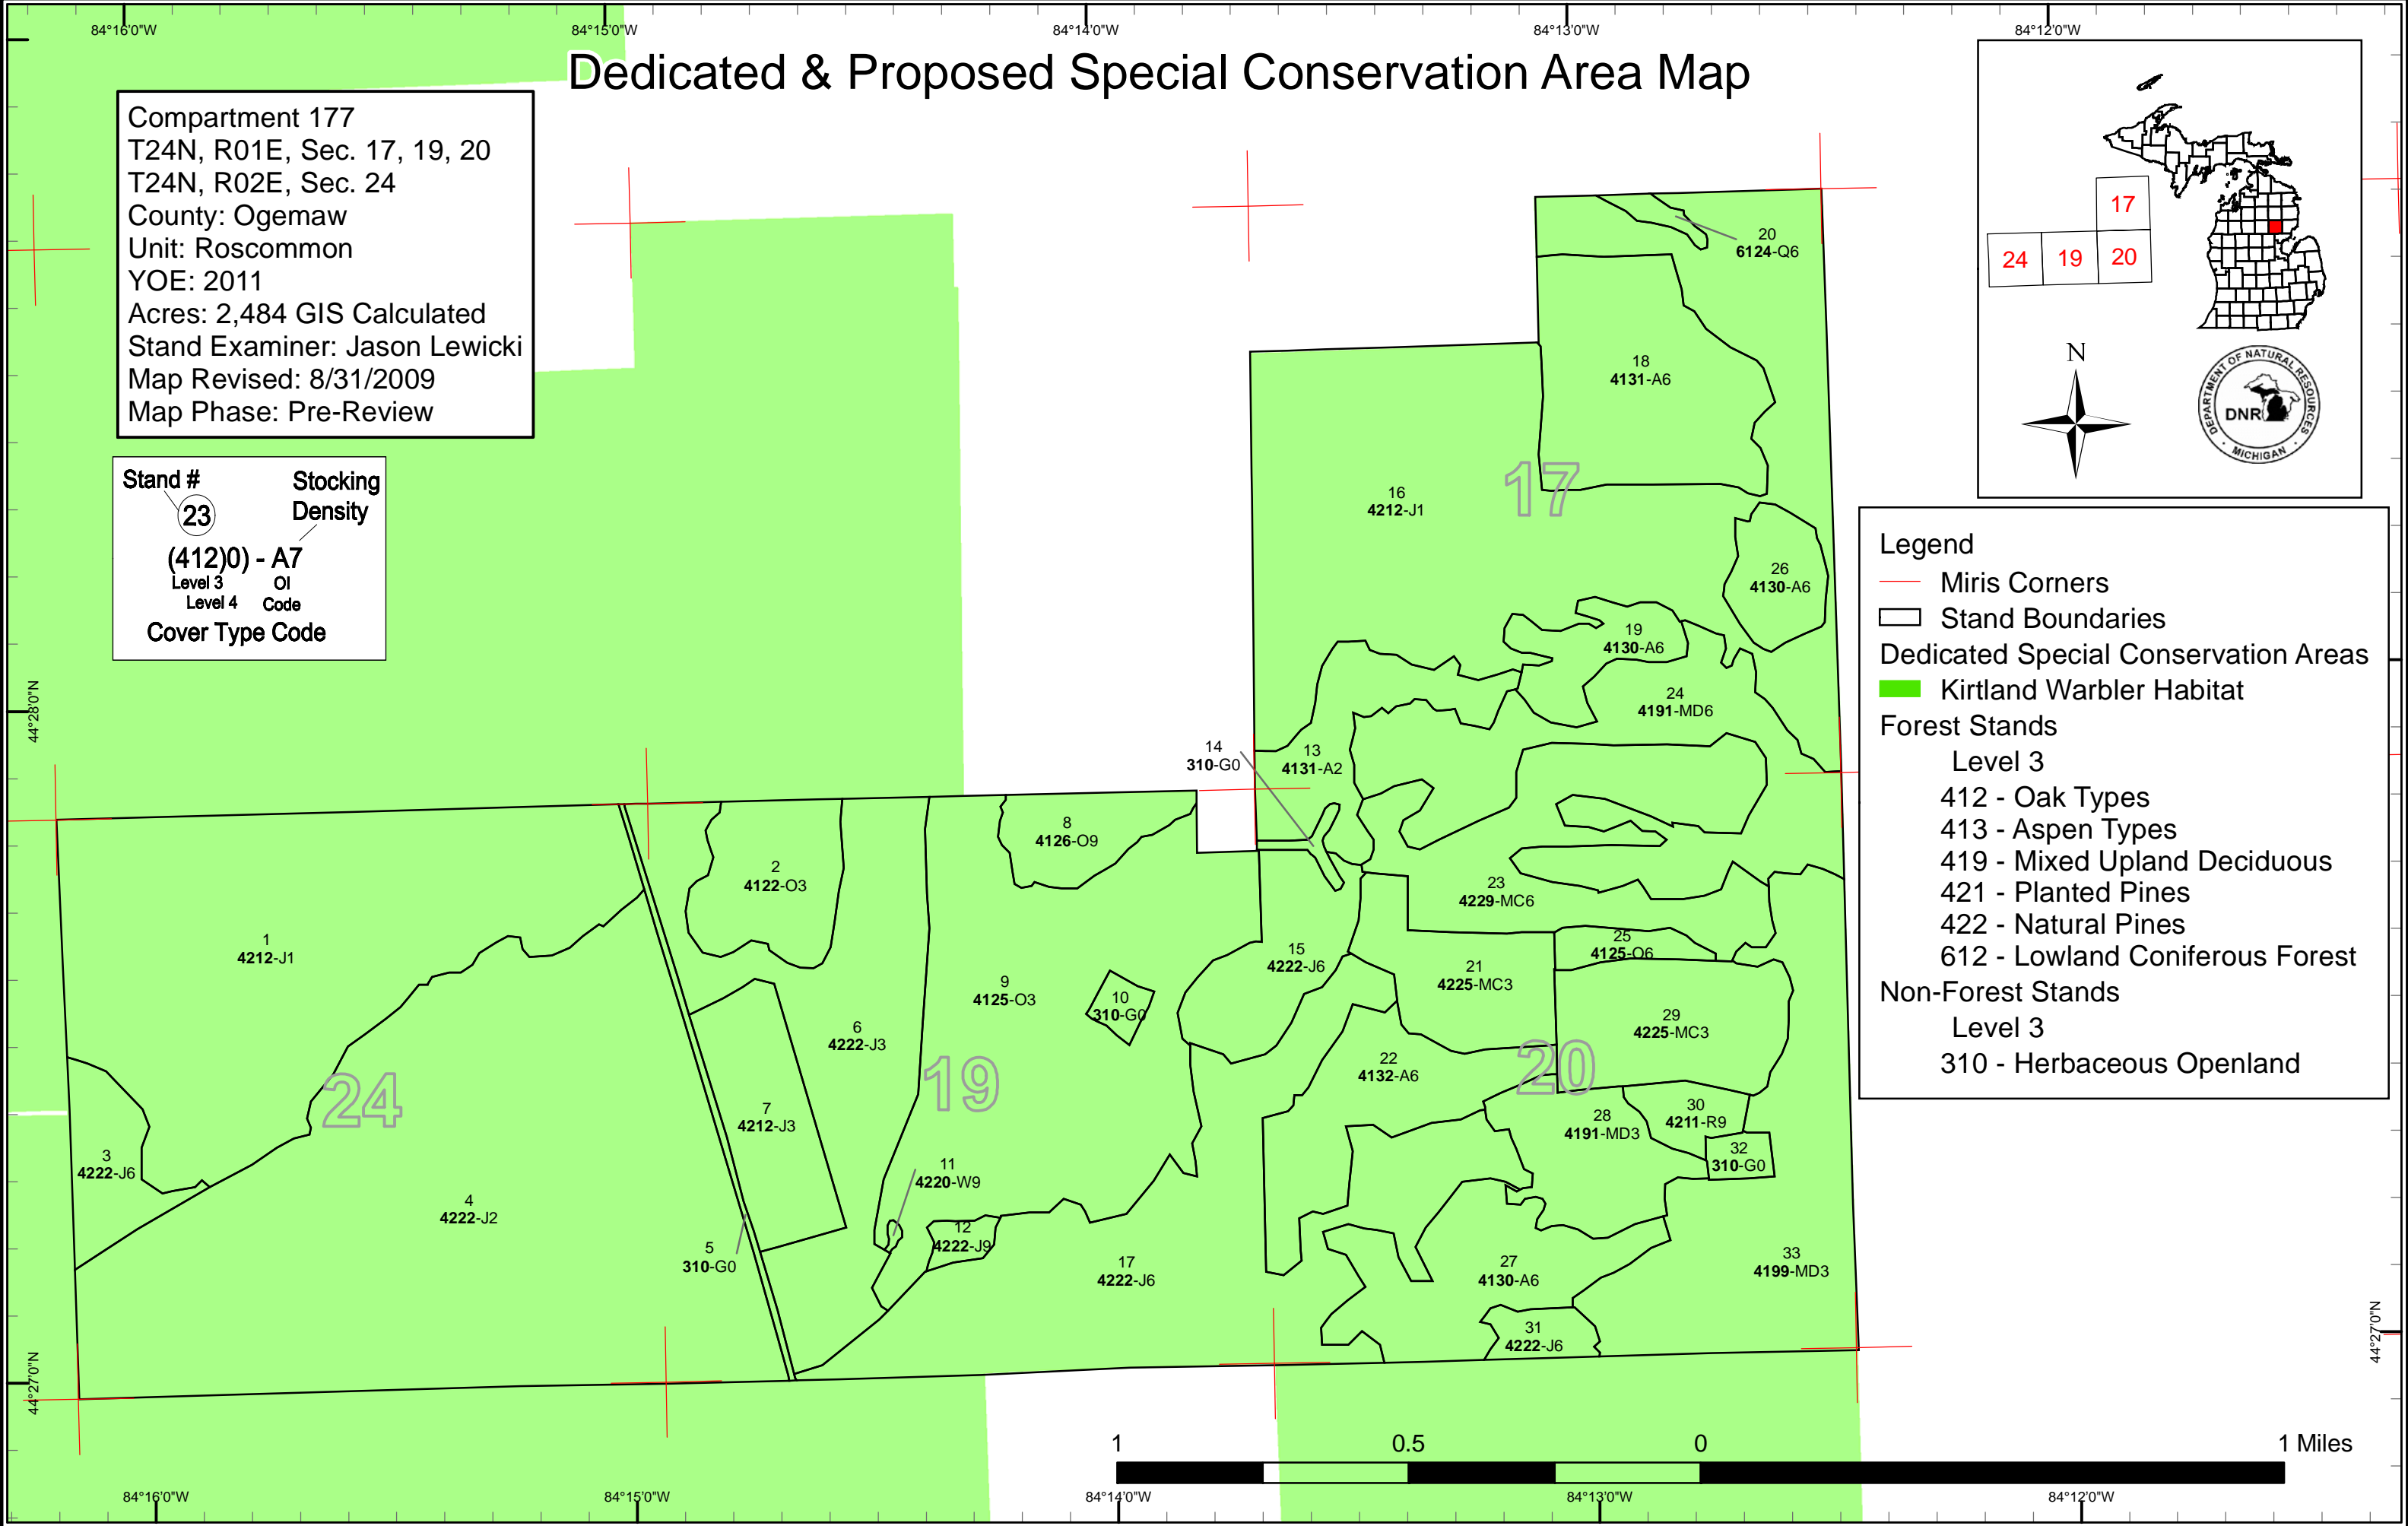 84°16'0"W
84°15'0"W
84°14'0"W
84°13'0"W
84°12'0"W
Dedicated & Proposed Special Conservation Area Map
Compartment 177
T24N, R01E, Sec. 17, 19, 20
T24N, R02E, Sec. 24
County: Ogemaw
Unit: Roscommon
YOE: 2011
Acres: 2,484 GIS Calculated
Stand Examiner: Jason Lewicki
Map Revised: 8/31/2009
Map Phase: Pre-Review
Stand #
Stocking
Density
23
(412)0) - A7
Level 3
OI
Level 4
Code
Cover Type Code
17
24 19 20
N
DEPARTMENT OF NATURAL RESOURCES
DNR
MICHIGAN
Legend
Miris Corners
Stand Boundaries
Dedicated Special Conservation Areas
Kirtland Warbler Habitat
Forest Stands
Level 3
412 - Oak Types
413 - Aspen Types
419 - Mixed Upland Deciduous
421 - Planted Pines
422 - Natural Pines
612 - Lowland Coniferous Forest
Non-Forest Stands
Level 3
310 - Herbaceous Openland
20
6124-Q6
18
4131-A6
17
16
4212-J1
26
4130-A6
19
4130-A6
24
4191-MD6
14
310-G0
13
4131-A2
8
4126-O9
2
4122-O3
23
4229-MC6
1
4212-J1
25
4125-O6
15
4222-J6
21
4225-MC3
9
4125-O3
10
310-G0
6
4222-J3
29
4225-MC3
22
4132-A6
20
19
24
7
4212-J3
28
4191-MD3
30
4211-R9
32
310-G0
3
4222-J6
11
4220-W9
4
4222-J2
12
4222-J9
5
310-G0
17
4222-J6
27
4130-A6
33
4199-MD3
31
4222-J6
44°28'0"N
44°27'0"N
44°27'0"N
1 0.5 0 1 Miles
84°16'0"W
84°15'0"W
84°14'0"W
84°13'0"W
84°12'0"W